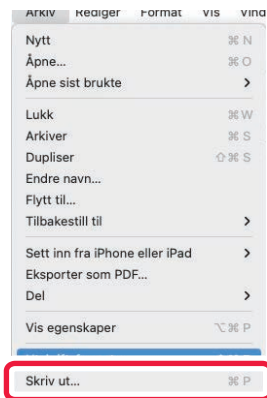 Arkiv Rediger Format Vis Vind
Nytt ⌘ N
Åpne... ⌘ O
Åpne sist brukte >
Lukk ⌘ W
Arkiver ⌘ S
Dupliser ⇧ ⌘ S
Endre navn...
Flytt til...
Tilbakestill til >
Sett inn fra iPhone eller iPad >
Eksporter som PDF...
Del >
Vis egenskaper ⌥ ⌘ P
Skriv ut... ⌘ P